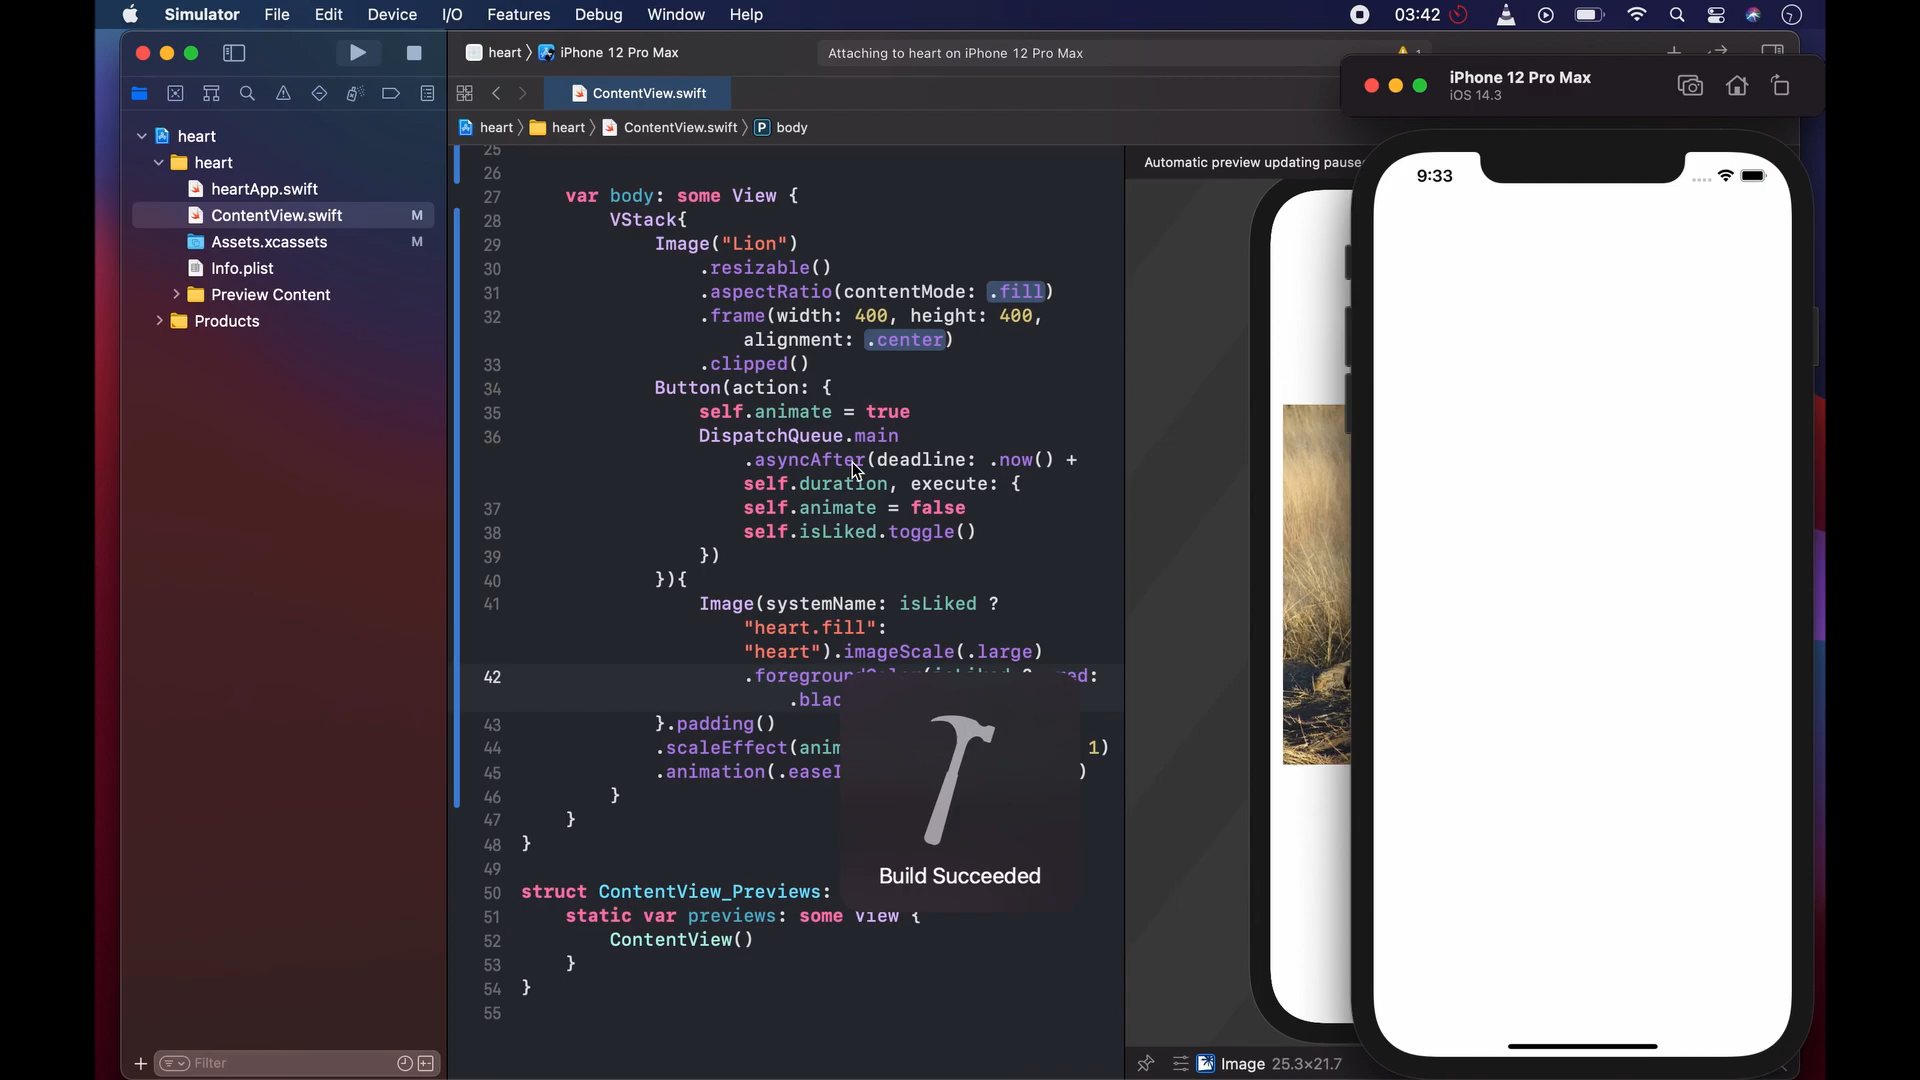 Simulator File Edit Device I/O Features Debug Window Help 03:42
heart iPhone 12 Pro Max Attaching to heart on iPhone 12 Pro Max 1
ContentView.swift
heart heart ContentView.swift P body
heart
heart
heartApp.swift
ContentView.swift M
Assets.xcassets M
Info.plist
Preview Content
Products
Filter
25
26
27 var body: some View {
28 VStack{
29 Image("Lion")
30 .resizable()
31 .aspectRatio(contentMode: .fill)
32 .frame(width: 400, height: 400,
alignment: .center)
33 .clipped()
34 Button(action: {
35 self.animate = true
36 DispatchQueue.main
.asyncAfter(deadline: .now() +
self.duration, execute: {
37 self.animate = false
38 self.isLiked.toggle()
39 })
40 }){
41 Image(systemName: isLiked ?
"heart.fill":
"heart").imageScale(.large)
42 :
43 }.padding()
44 .scaleEffect( 1)
45 .animation( )
46 }
47 }
48 }
49
50 struct ContentView_Previews:
51 static var previews: some View {
52 ContentView()
53 }
54 }
55
Build Succeeded
Automatic preview updating
Image 25.3×21.7
iPhone 12 Pro Max
iOS 14.3
9:33